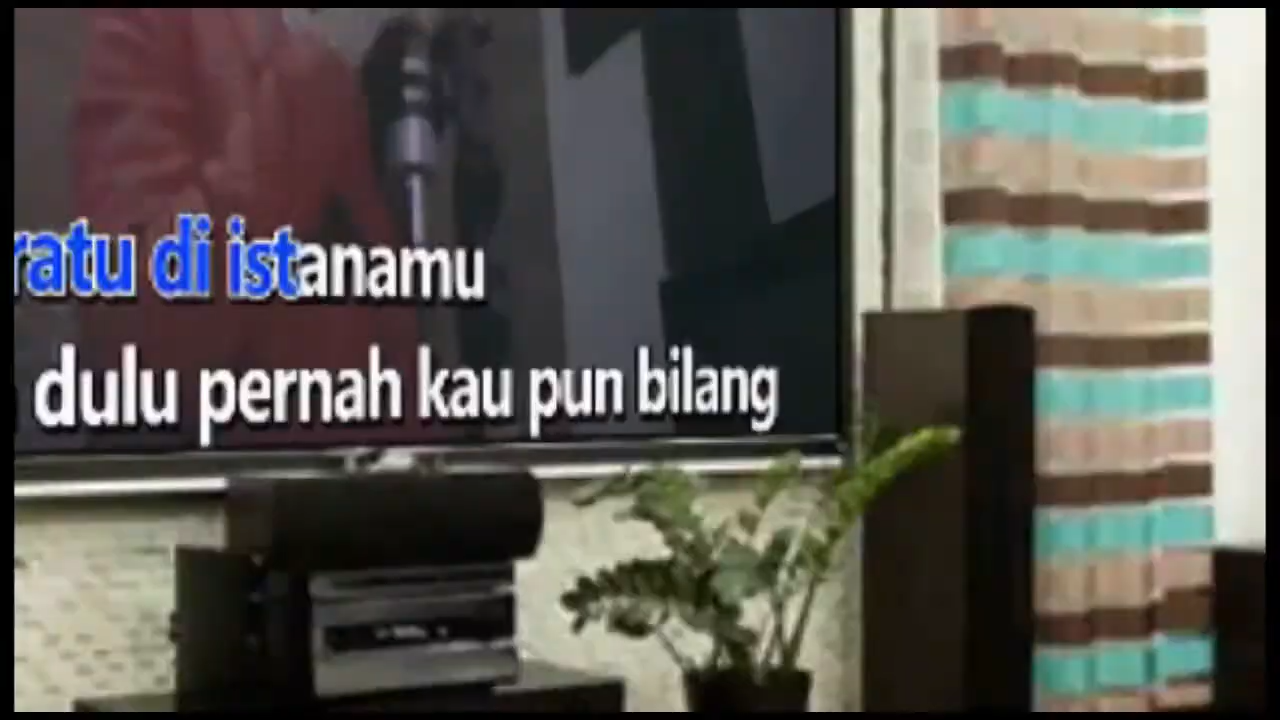 ratu di istanamu
dulu pernah kau pun bilang